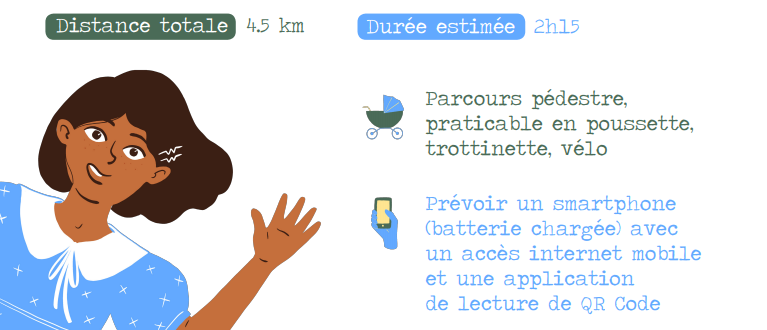 Distance totale 4.5 km
Durée estimée 2h15
Parcours pédestre,
praticable en poussette,
trottinette, vélo
Prévoir un smartphone
(batterie chargée) avec
un accès internet mobile
et une application
de lecture de QR Code